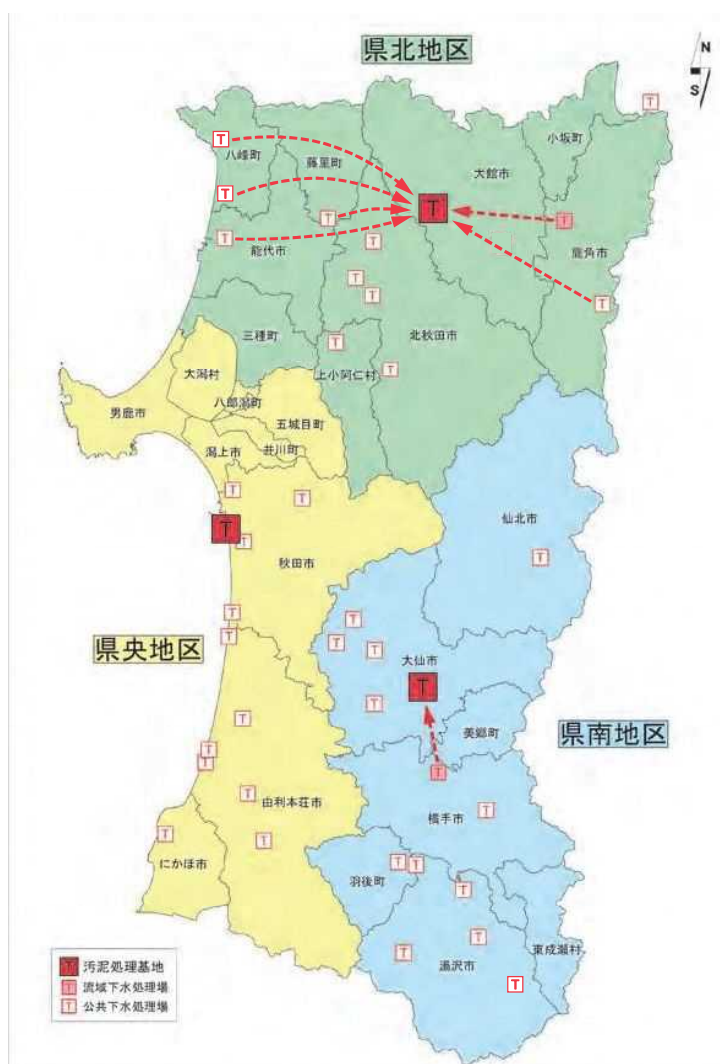 県北地区
N
S
T
小坂町
T
八峰町
藤里町
大館市
T
T
T
T
T
T
能代市
鹿角市
T
T
T
T
三種町
北秋田市
T
大潟村
上小阿仁村
T
八郎潟町
男鹿市
五城目町
潟上市
井川町
T
T
仙北市
T
T
秋田市
T
T
T
T
県央地区
T
T
大仙市
T
T
美郷町
県南地区
T
T
T
T
T
由利本荘市
横手市
T
T
T
にかほ市
羽後町
T
T
T
T
T
東成瀬村
湯沢市
T
T 汚泥処理基地
T 流域下水処理場
T 公共下水処理場